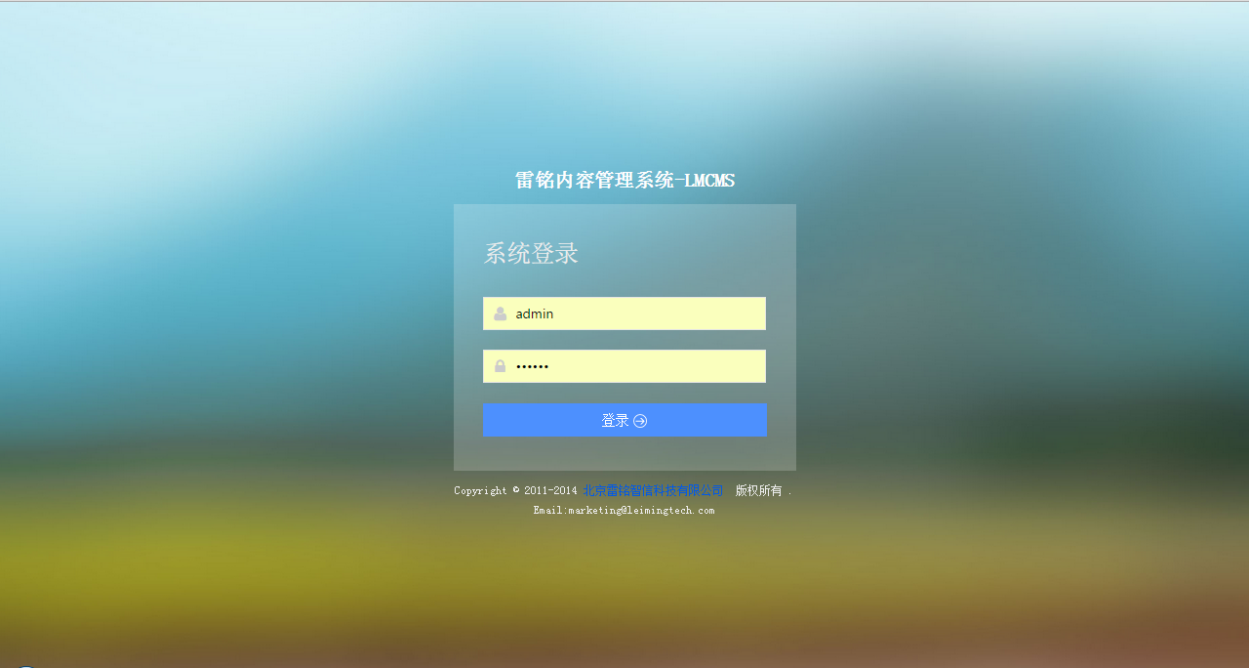 雷铭内容管理系统-LMCMS
系统登录
admin
••••••
登录
Copyright © 2011-2014 北京雷铭智信科技有限公司 版权所有 .
Email:marketing@leimingtech.com